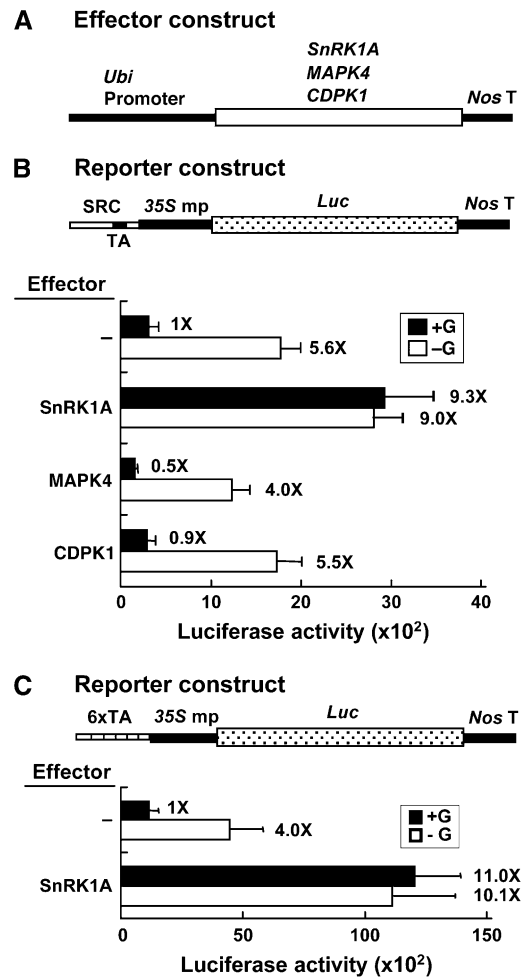 A Effector construct
SnRK1A
Ubi MAPK4
Promoter CDPK1 Nos T
B Reporter construct
SRC 35S mp Luc Nos T
TA
Effector
+G
–G
– 1X
5.6X
SnRK1A 9.3X
9.0X
MAPK4 0.5X
4.0X
CDPK1 0.9X
5.5X
0 10 20 30 40
Luciferase activity (x10²)
C Reporter construct
6xTA 35S mp Luc Nos T
Effector
+G
- G
– 1X
4.0X
SnRK1A 11.0X
10.1X
0 50 100 150
Luciferase activity (x10²)